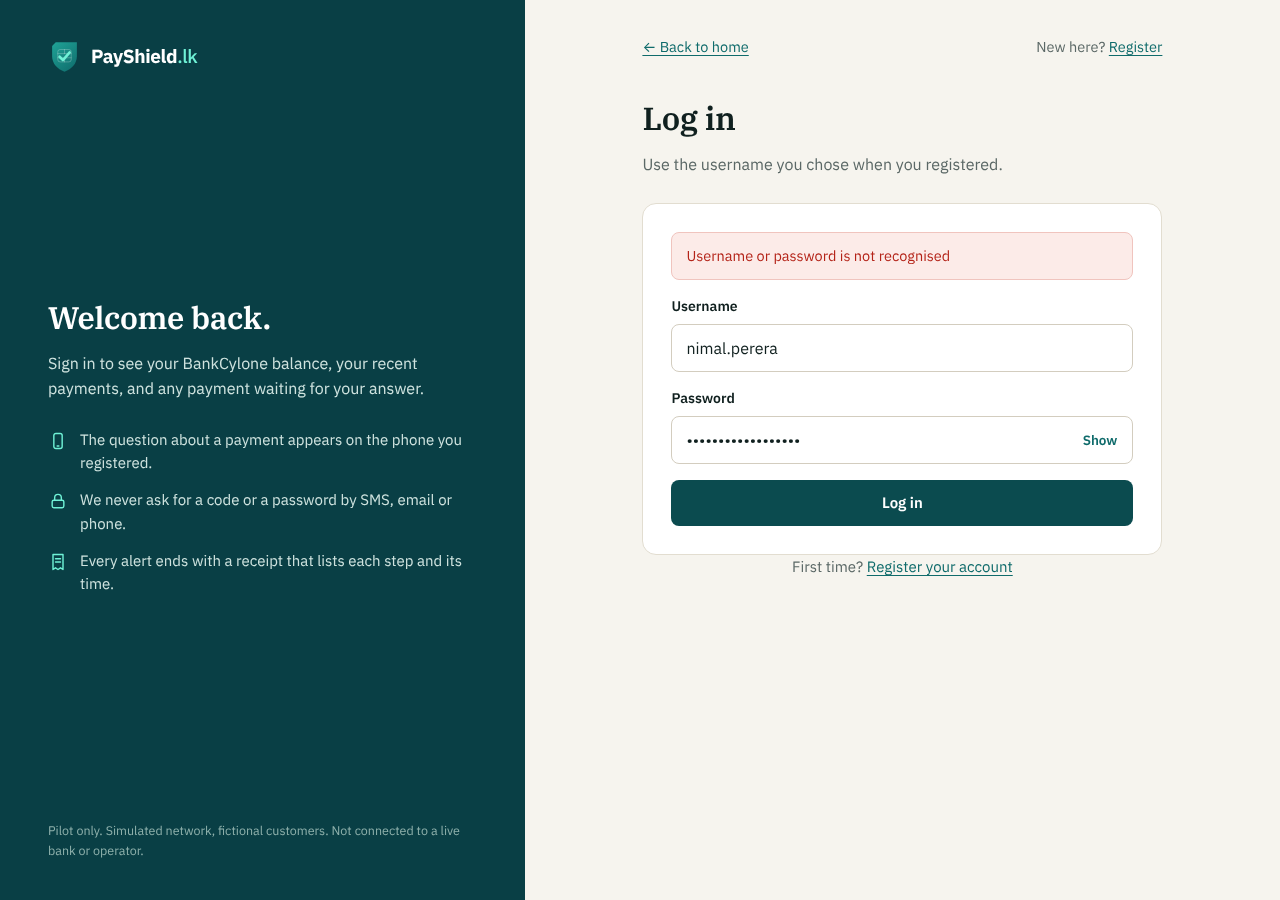 PayShield.lk
Welcome back.
Sign in to see your BankCylone balance, your recent
payments, and any payment waiting for your answer.
The question about a payment appears on the phone you
registered.
We never ask for a code or a password by SMS, email or
phone.
Every alert ends with a receipt that lists each step and its
time.
Pilot only. Simulated network, fictional customers. Not connected to a live
bank or operator.
← Back to home
New here? Register
Log in
Use the username you chose when you registered.
Username or password is not recognised
Username
nimal.perera
Password
••••••••••••••••••
Show
Log in
First time? Register your account